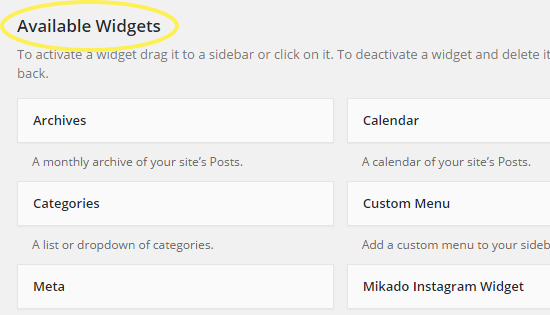 Available Widgets
To activate a widget drag it to a sidebar or click on it. To deactivate a widget and delete it
back.
Archives
Calendar
A monthly archive of your site's Posts.
A calendar of your site's Posts.
Categories
Custom Menu
A list or dropdown of categories.
Add a custom menu to your sideb
Meta
Mikado Instagram Widget